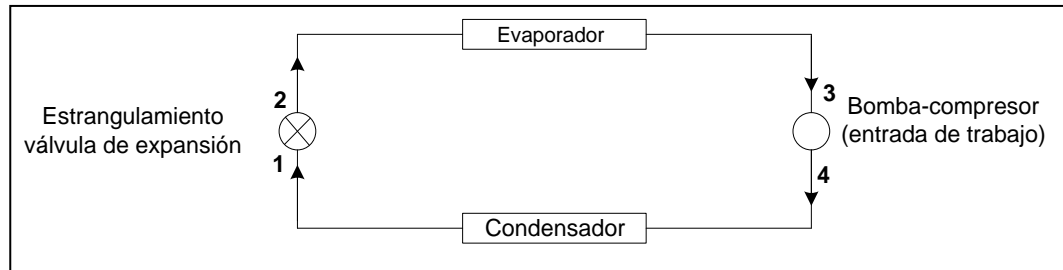 Evaporador
2
3
Estrangulamiento
válvula de expansión
Bomba-compresor
(entrada de trabajo)
1
4
Condensador